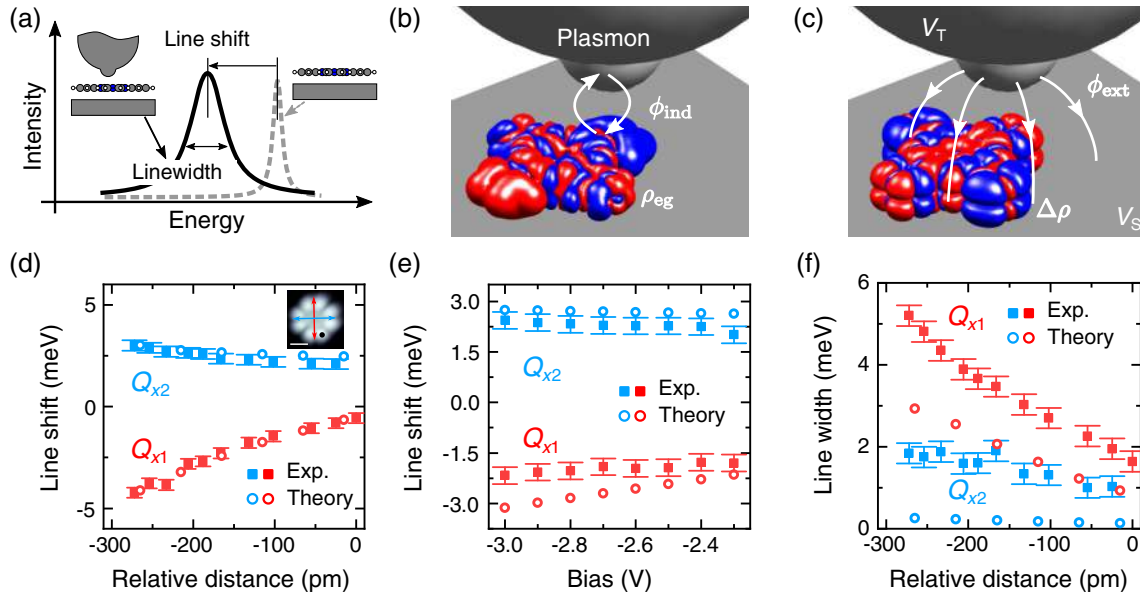 (a)
Line shift
Intensity
Linewidth
Energy
(b)
Plasmon
ϕind
ρeg
(c)
VT
ϕext
Δρ
VS
(d)
Line shift (meV)
5
0
-5
Qx2
Qx1
Exp.
Theory
-300 -200 -100 0
Relative distance (pm)
(e)
Line shift (meV)
3.0
1.5
0.0
-1.5
-3.0
Qx2
Exp.
Theory
Qx1
-3.0 -2.8 -2.6 -2.4
Bias (V)
(f)
Line width (meV)
6
4
2
0
Qx1
Exp.
Theory
Qx2
-300 -200 -100 0
Relative distance (pm)